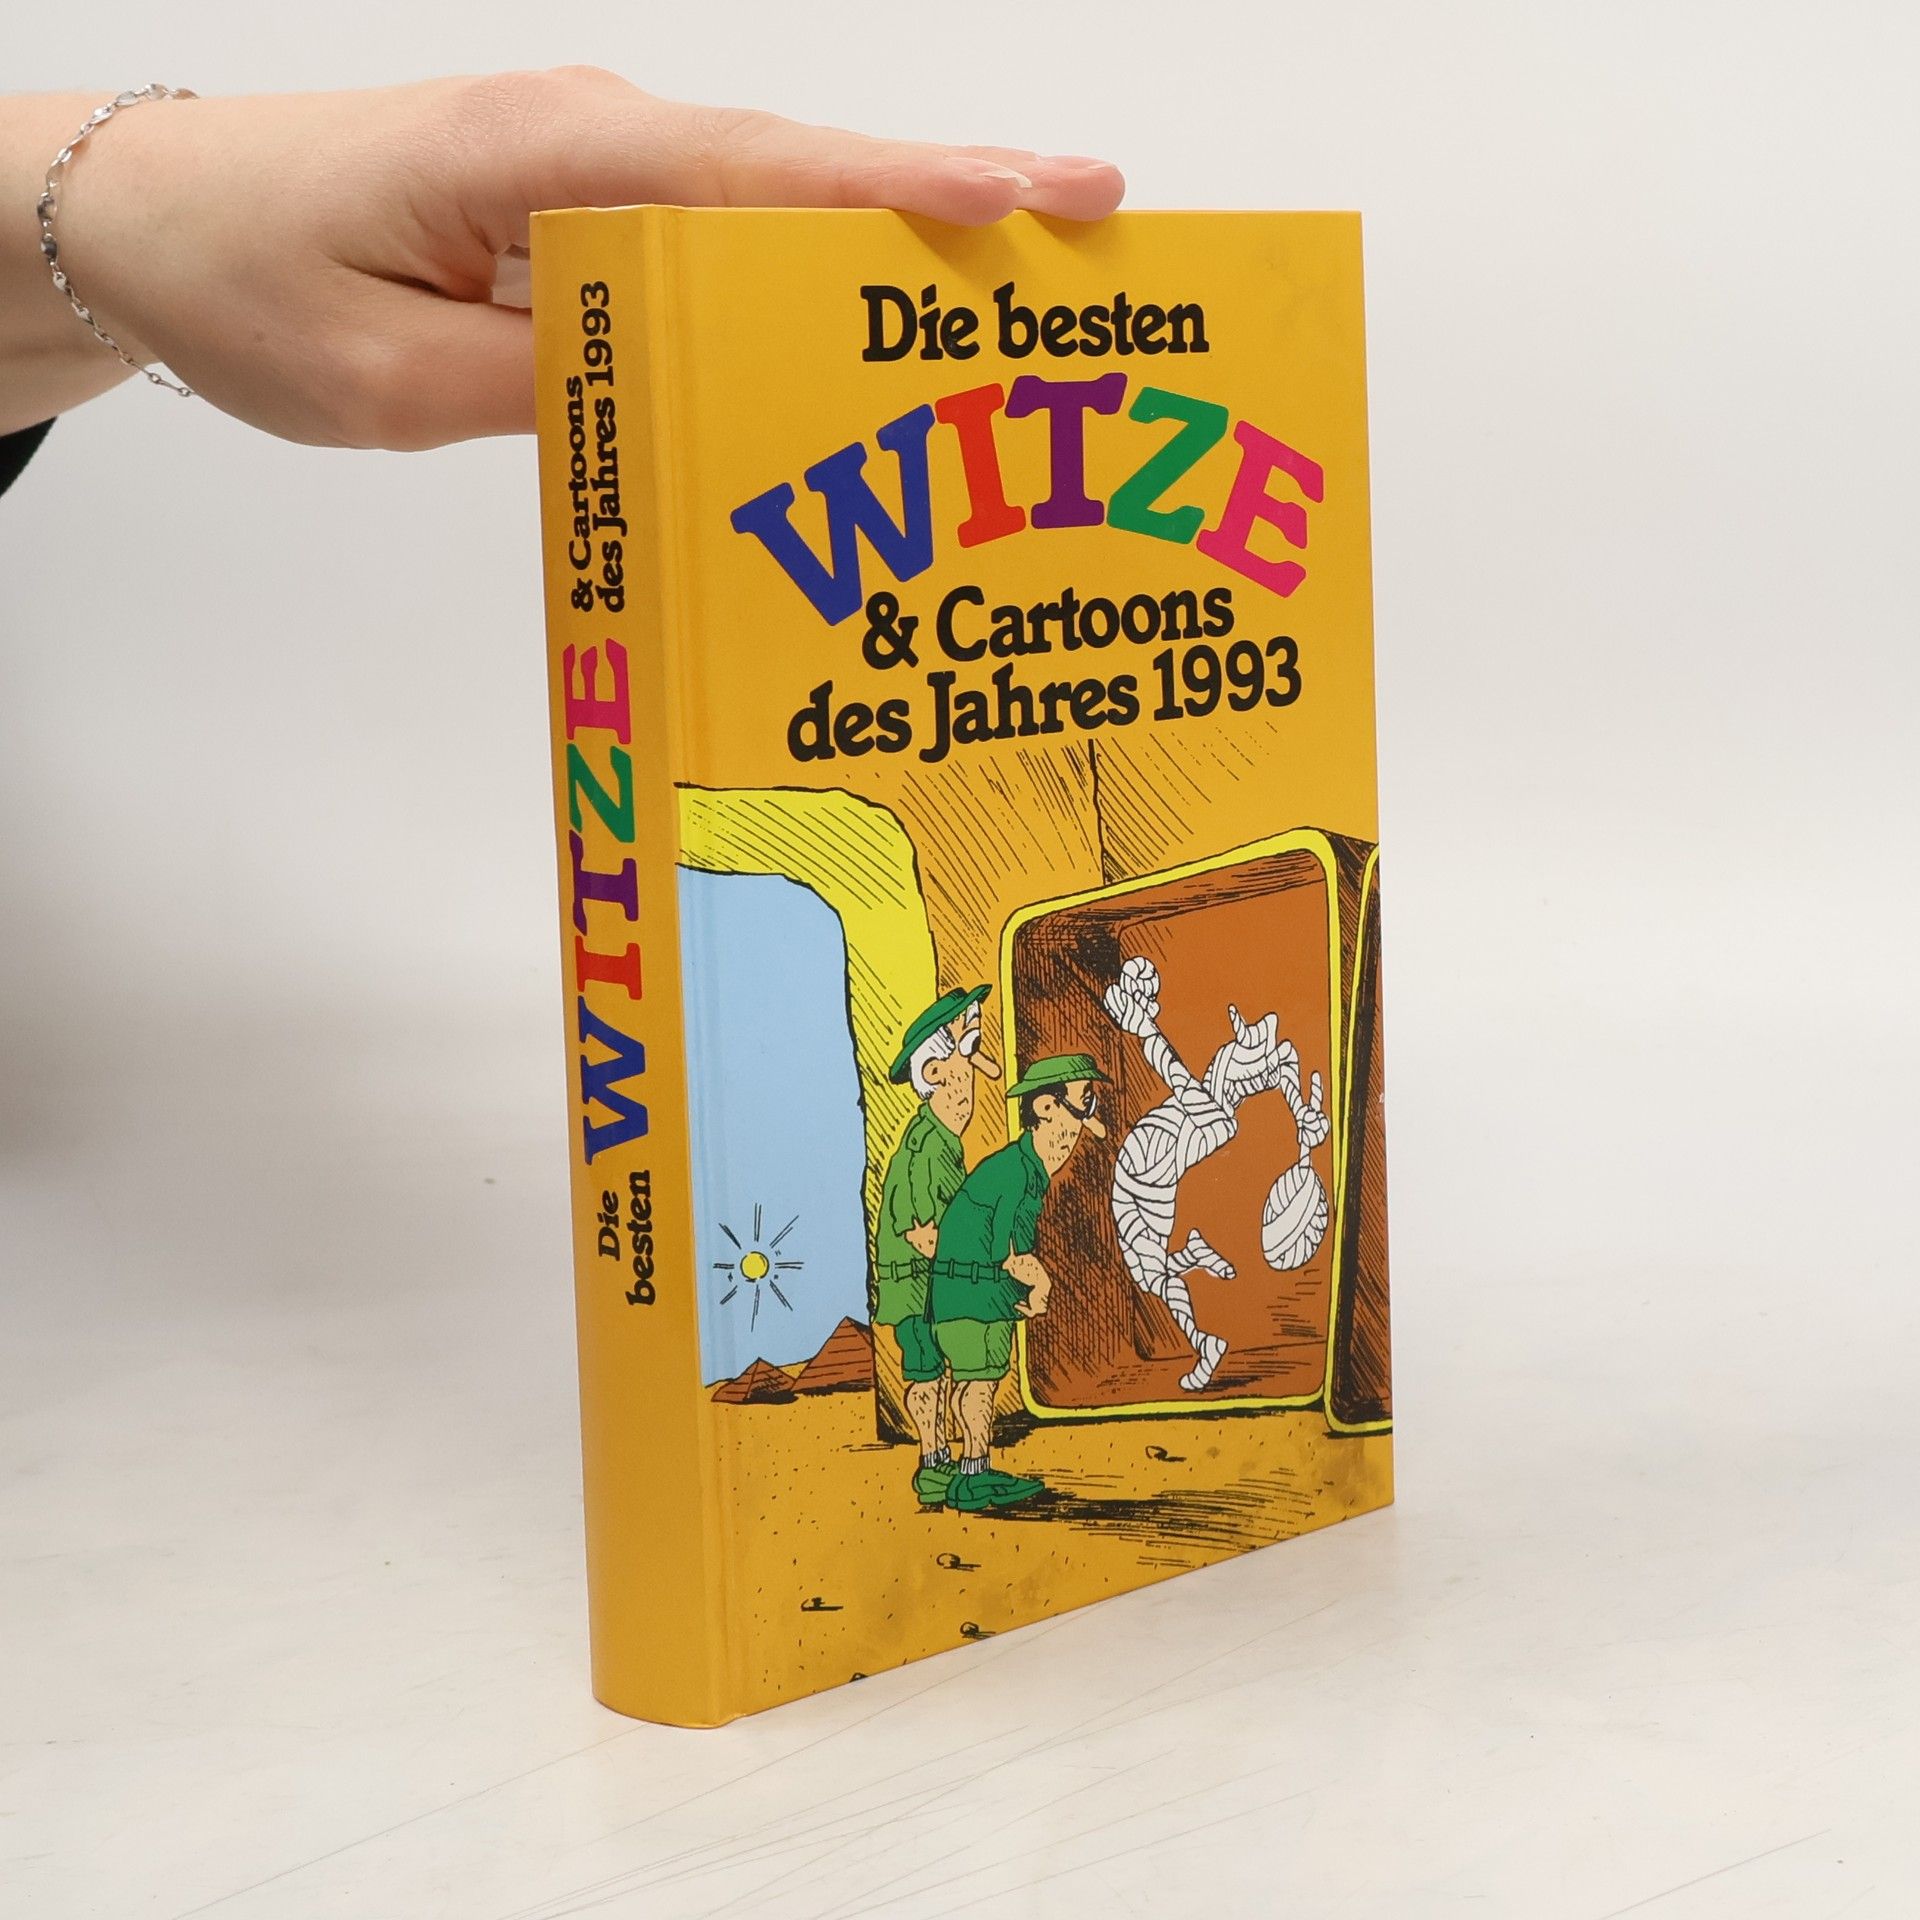 Die besten
WITZE
& Cartoons
des Jahres 1993
Die
besten
WITZE
& Cartoons
des Jahres 1993